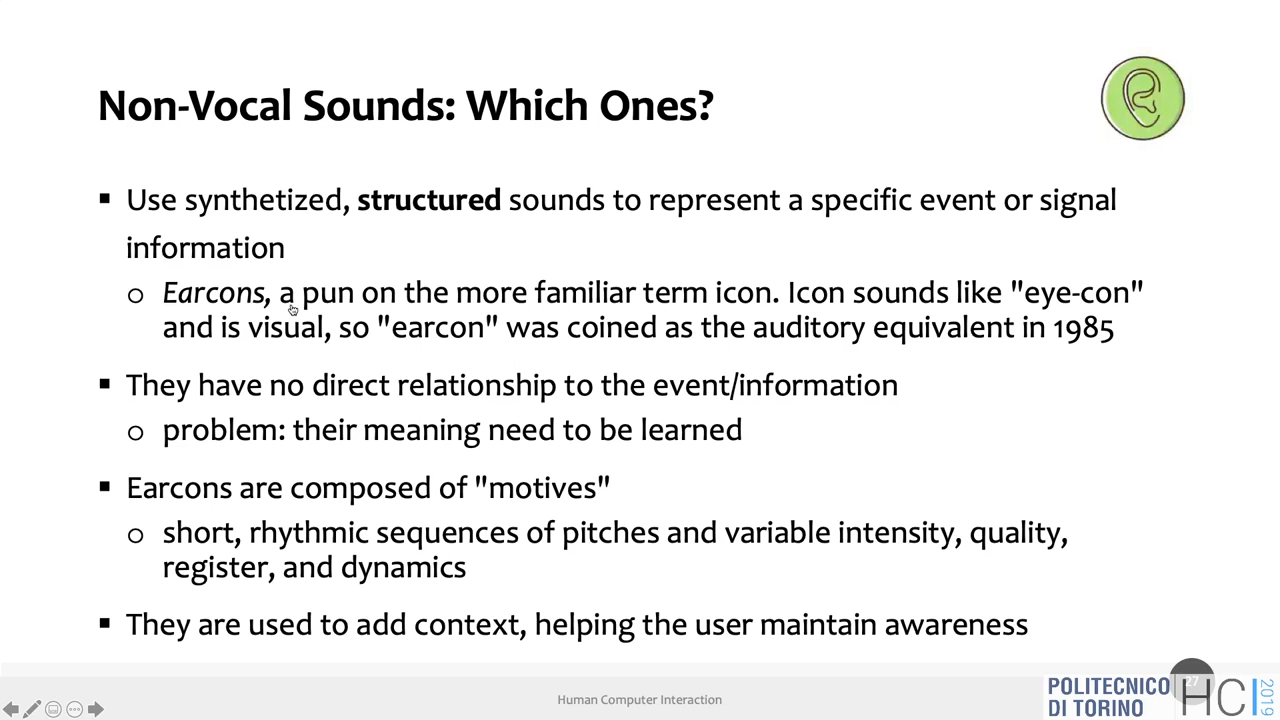 Non-Vocal Sounds: Which Ones?
▪ Use synthetized, structured sounds to represent a specific event or signal
information
o Earcons, a pun on the more familiar term icon. Icon sounds like "eye-con"
and is visual, so "earcon" was coined as the auditory equivalent in 1985
▪ They have no direct relationship to the event/information
o problem: their meaning need to be learned
▪ Earcons are composed of "motives"
o short, rhythmic sequences of pitches and variable intensity, quality,
register, and dynamics
▪ They are used to add context, helping the user maintain awareness
Human Computer Interaction
POLITECNICO
DI TORINO
27
HCI
2019